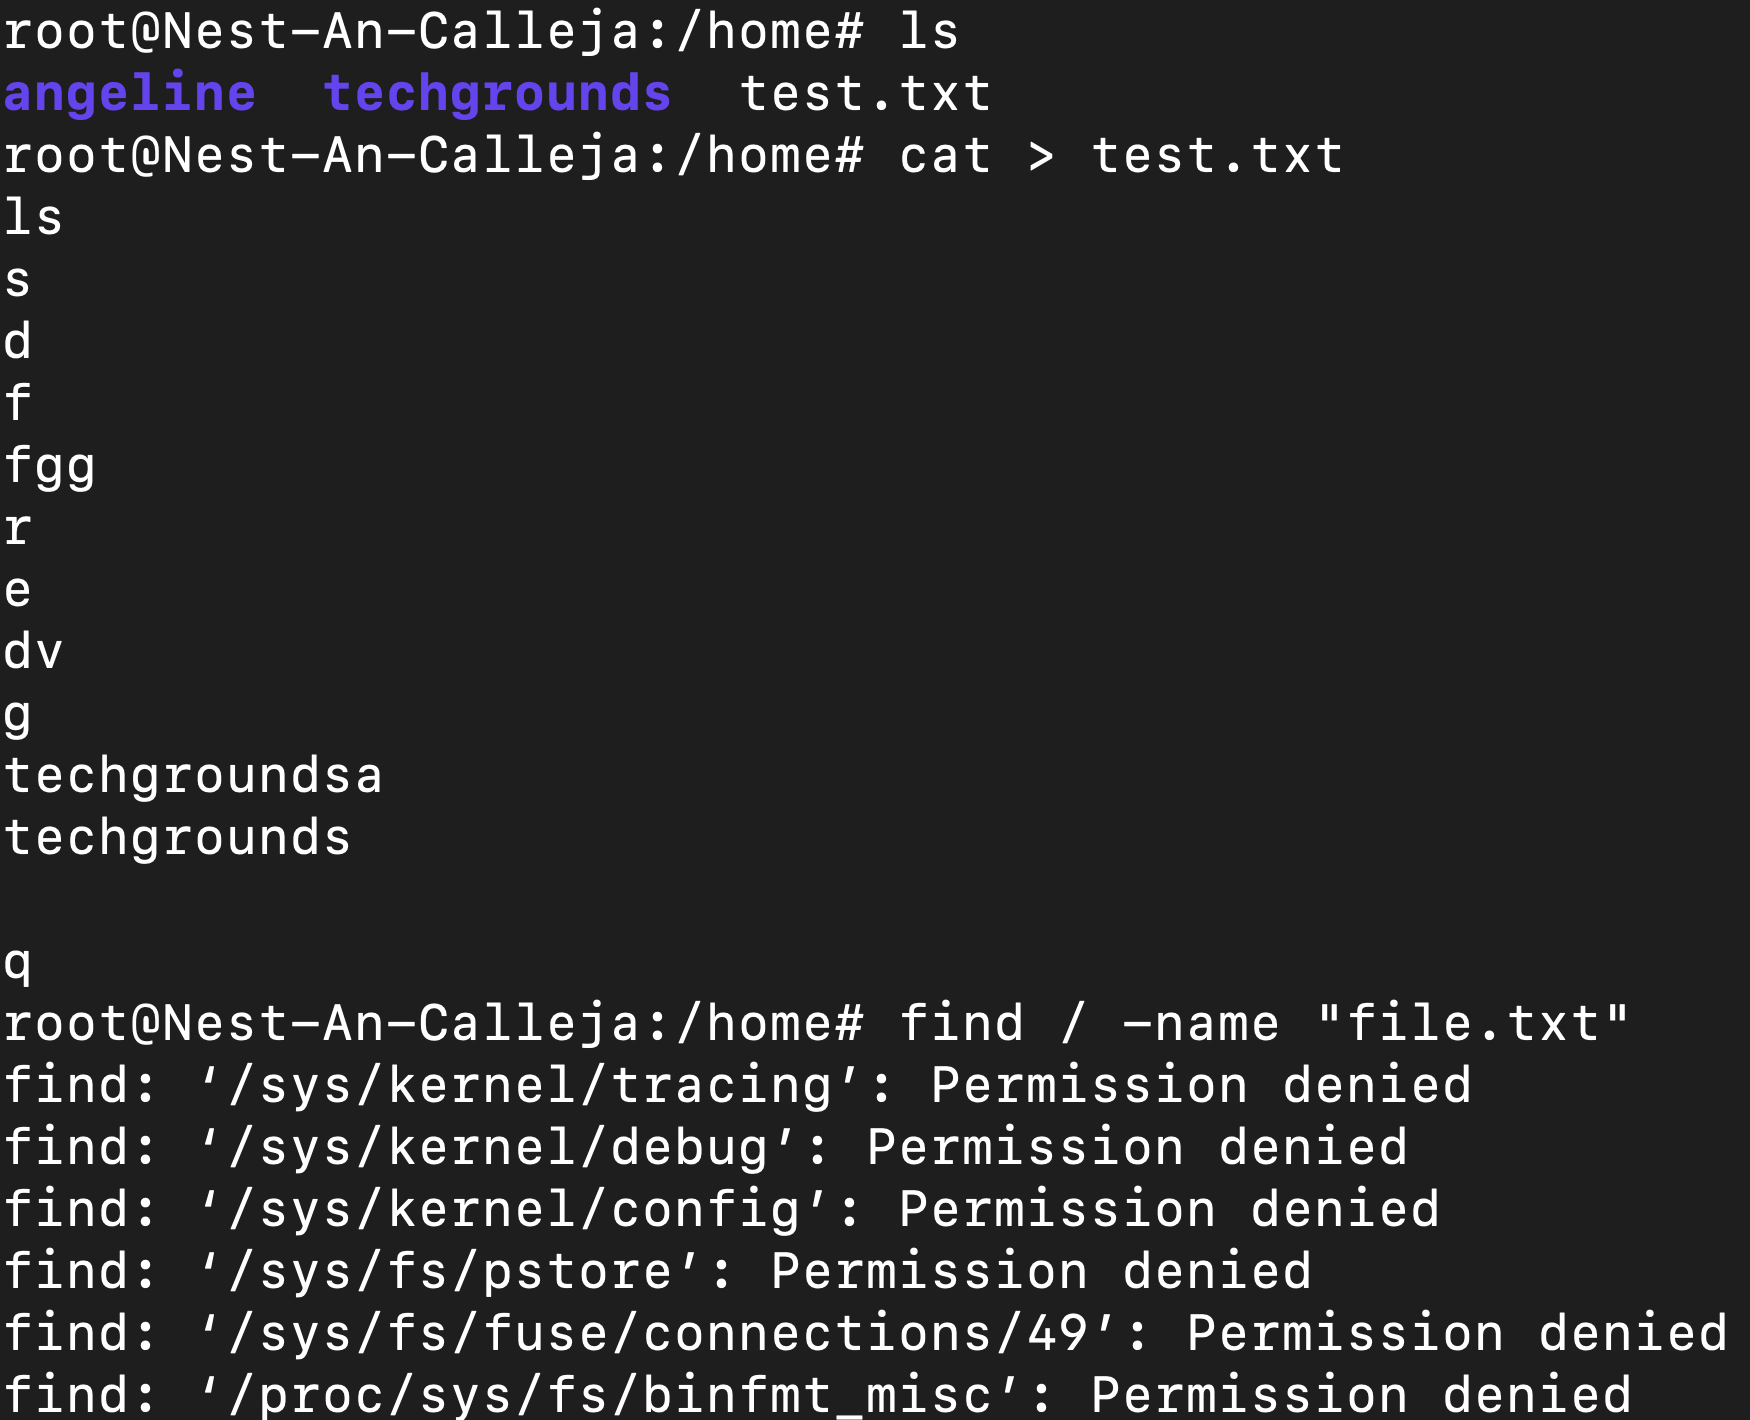 root@Nest-An-Calleja:/home# ls
angeline  techgrounds  test.txt
root@Nest-An-Calleja:/home# cat > test.txt
ls
s
d
f
fgg
r
e
dv
g
techgroundsa
techgrounds

q
root@Nest-An-Calleja:/home# find / -name "file.txt"
find: ‘/sys/kernel/tracing’: Permission denied
find: ‘/sys/kernel/debug’: Permission denied
find: ‘/sys/kernel/config’: Permission denied
find: ‘/sys/fs/pstore’: Permission denied
find: ‘/sys/fs/fuse/connections/49’: Permission denied
find: ‘/proc/sys/fs/binfmt_misc’: Permission denied